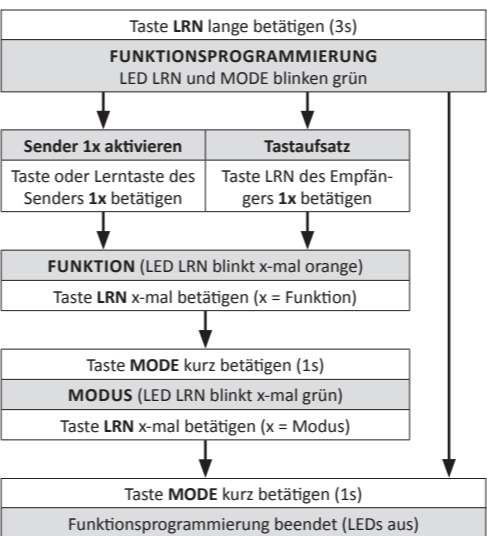 Taste LRN lange betätigen (3s)
FUNKTIONSPROGRAMMIERUNG
LED LRN und MODE blinken grün
Sender 1x aktivieren
Taste oder Lerntaste des
Senders 1x betätigen
Tastaufsatz
Taste LRN des Empfän-
gers 1x betätigen
FUNKTION (LED LRN blinkt x-mal orange)
Taste LRN x-mal betätigen (x = Funktion)
Taste MODE kurz betätigen (1s)
MODUS (LED LRN blinkt x-mal grün)
Taste LRN x-mal betätigen (x = Modus)
Taste MODE kurz betätigen (1s)
Funktionsprogrammierung beendet (LEDs aus)